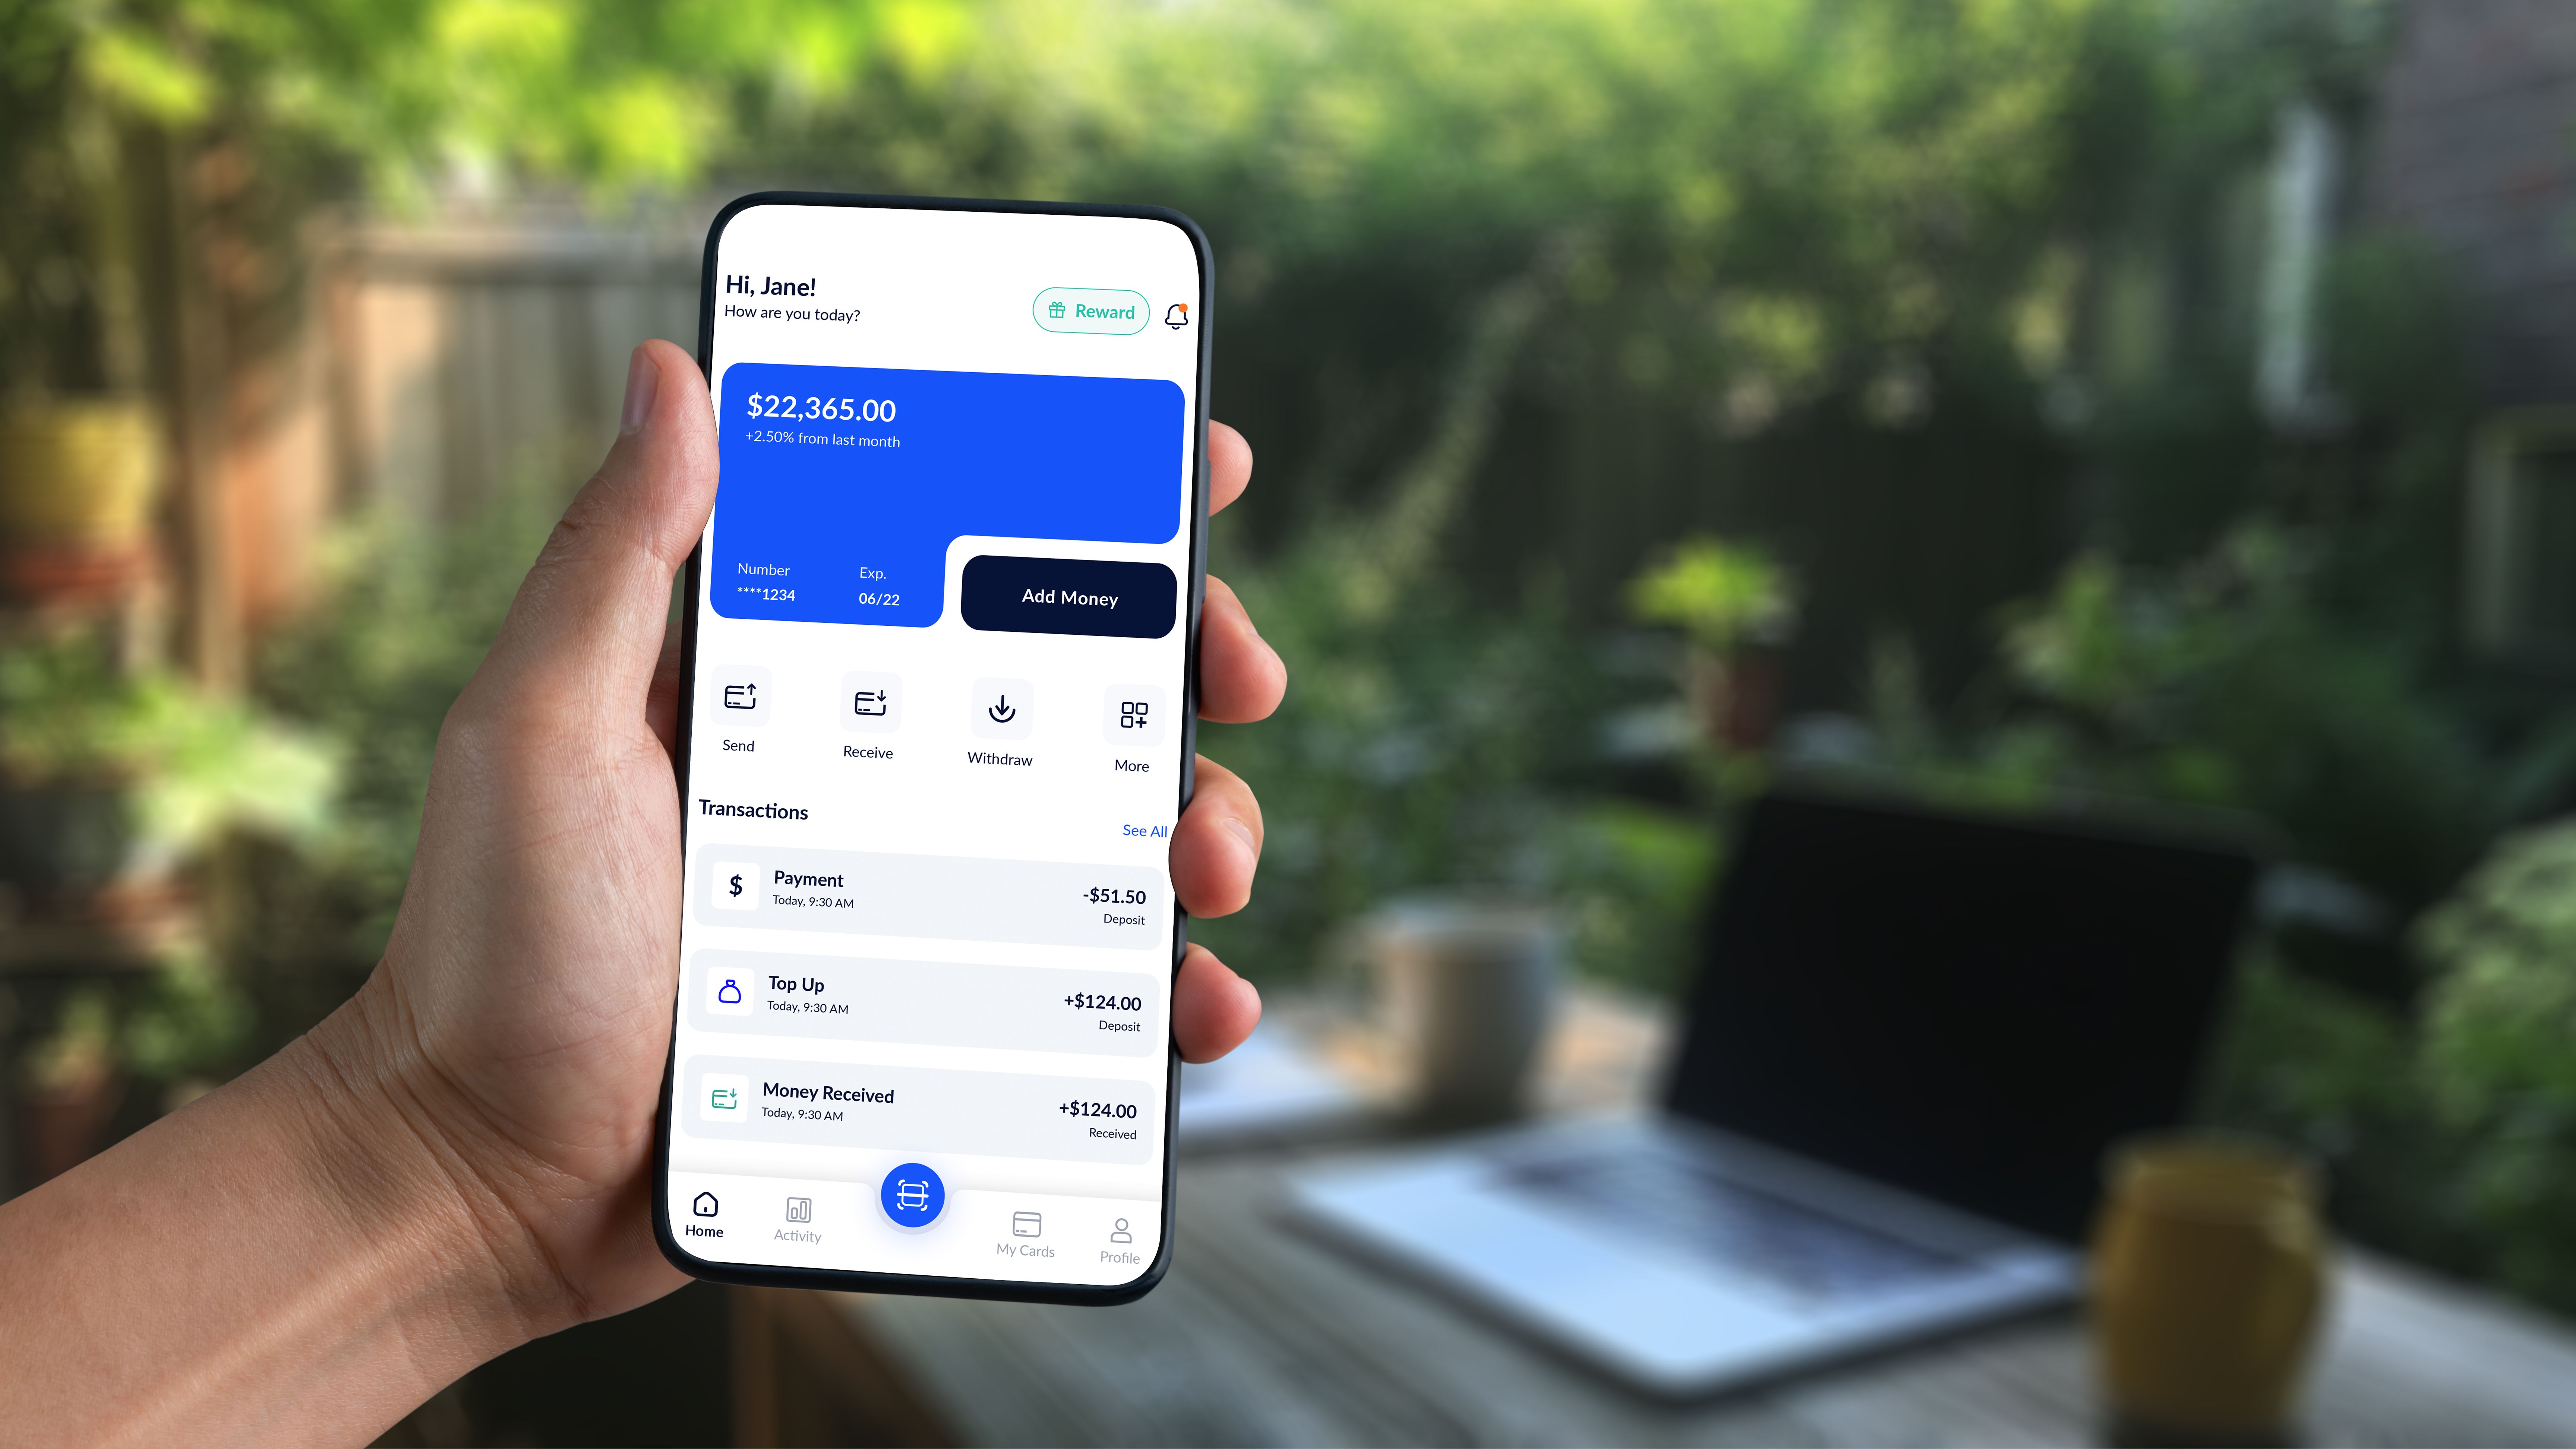 Hi, Jane!
How are you today?
Reward
$22,365.00
+2.50% from last month
Number
Exp.
****1234
06/22
Add Money
Send
Receive
Withdraw
More
Transactions
See All
Payment
-$51.50
Today, 9:30 AM
Deposit
Top Up
+$124.00
Today, 9:30 AM
Deposit
Money Received
+$124.00
Today, 9:30 AM
Received
Home
Activity
My Cards
Profile